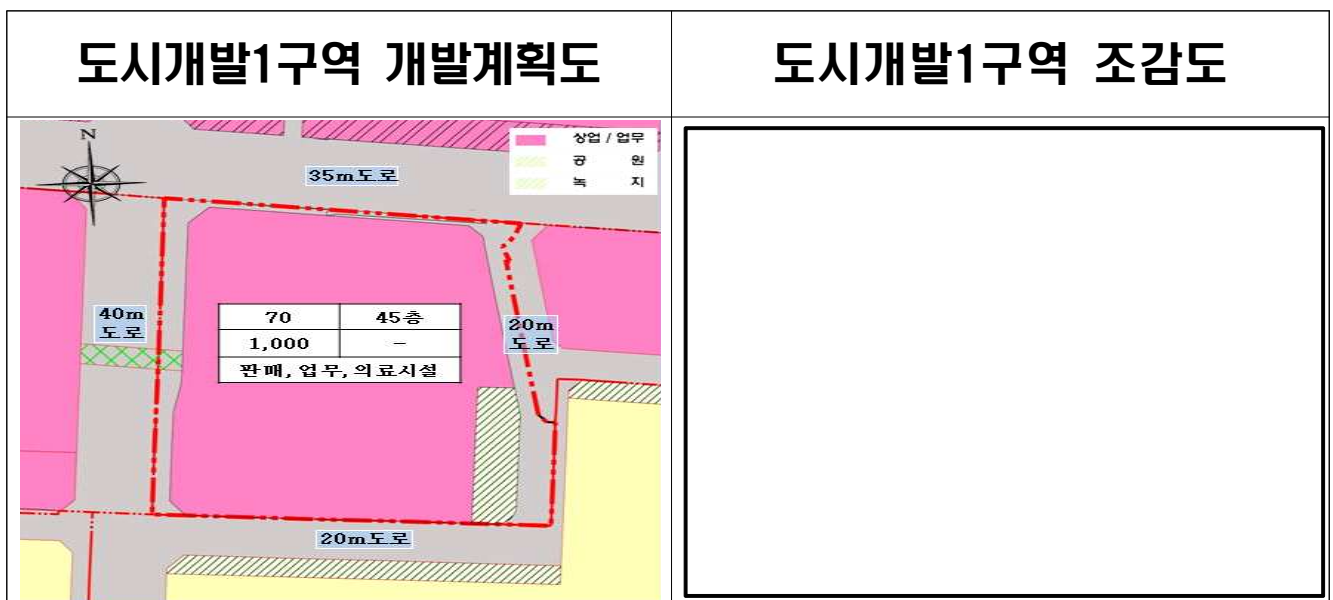 도시개발1구역 개발계획도
도시개발1구역 조감도
N
상업 / 업무
공 원
녹 지
35m도로
40m
도로
70
45층
1,000
-
판매, 업무, 의료시설
20m
도로
20m도로